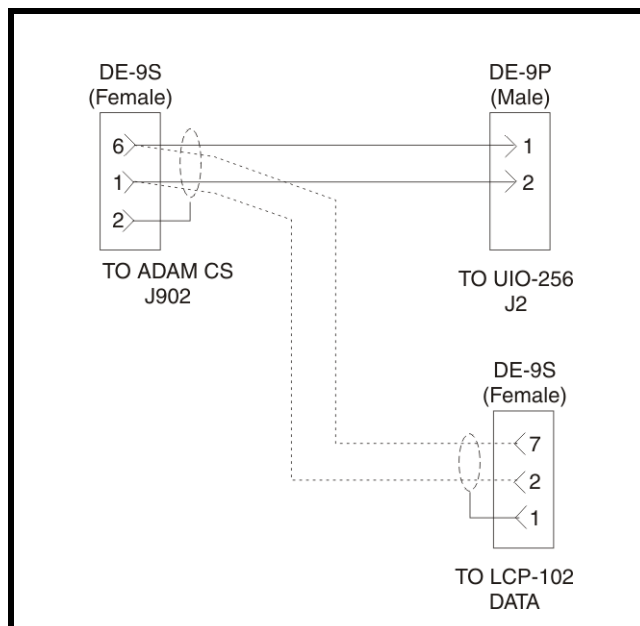 DE-9S
(Female)
6
1
2
TO ADAM CS
J902
DE-9P
(Male)
1
2
TO UIO-256
J2
DE-9S
(Female)
7
2
1
TO LCP-102
DATA